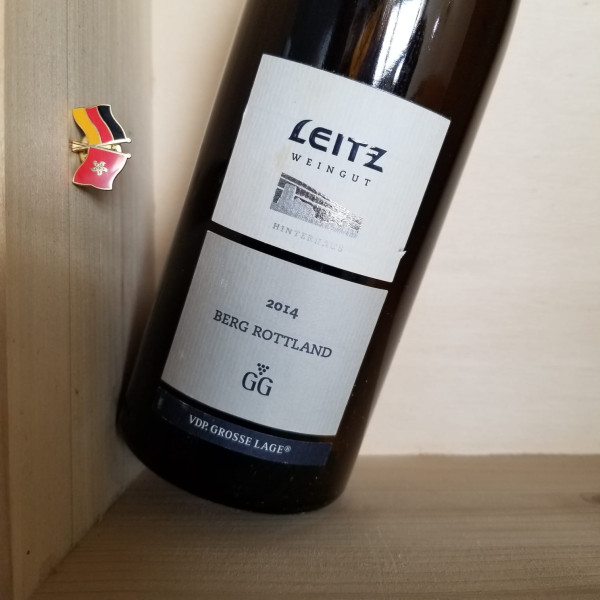 LEITZ
WEINGUT
HINTERHAUS
2014
BERG ROTTLAND
GG
VDP. GROSSE LAGE®